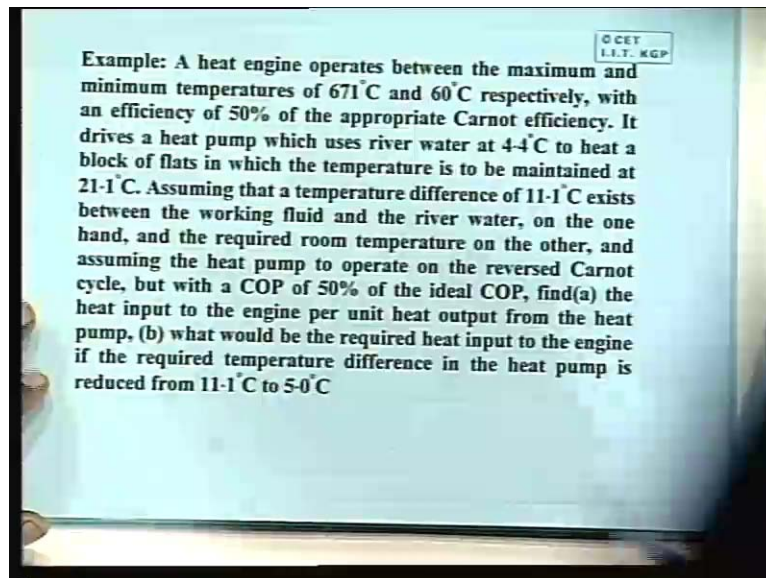 © CET
I.I.T. KGP
Example: A heat engine operates between the maximum and
minimum temperatures of 671°C and 60°C respectively, with
an efficiency of 50% of the appropriate Carnot efficiency. It
drives a heat pump which uses river water at 4·4°C to heat a
block of flats in which the temperature is to be maintained at
21·1°C. Assuming that a temperature difference of 11·1°C exists
between the working fluid and the river water, on the one
hand, and the required room temperature on the other, and
assuming the heat pump to operate on the reversed Carnot
cycle, but with a COP of 50% of the ideal COP, find(a) the
heat input to the engine per unit heat output from the heat
pump, (b) what would be the required heat input to the engine
if the required temperature difference in the heat pump is
reduced from 11·1°C to 5·0°C